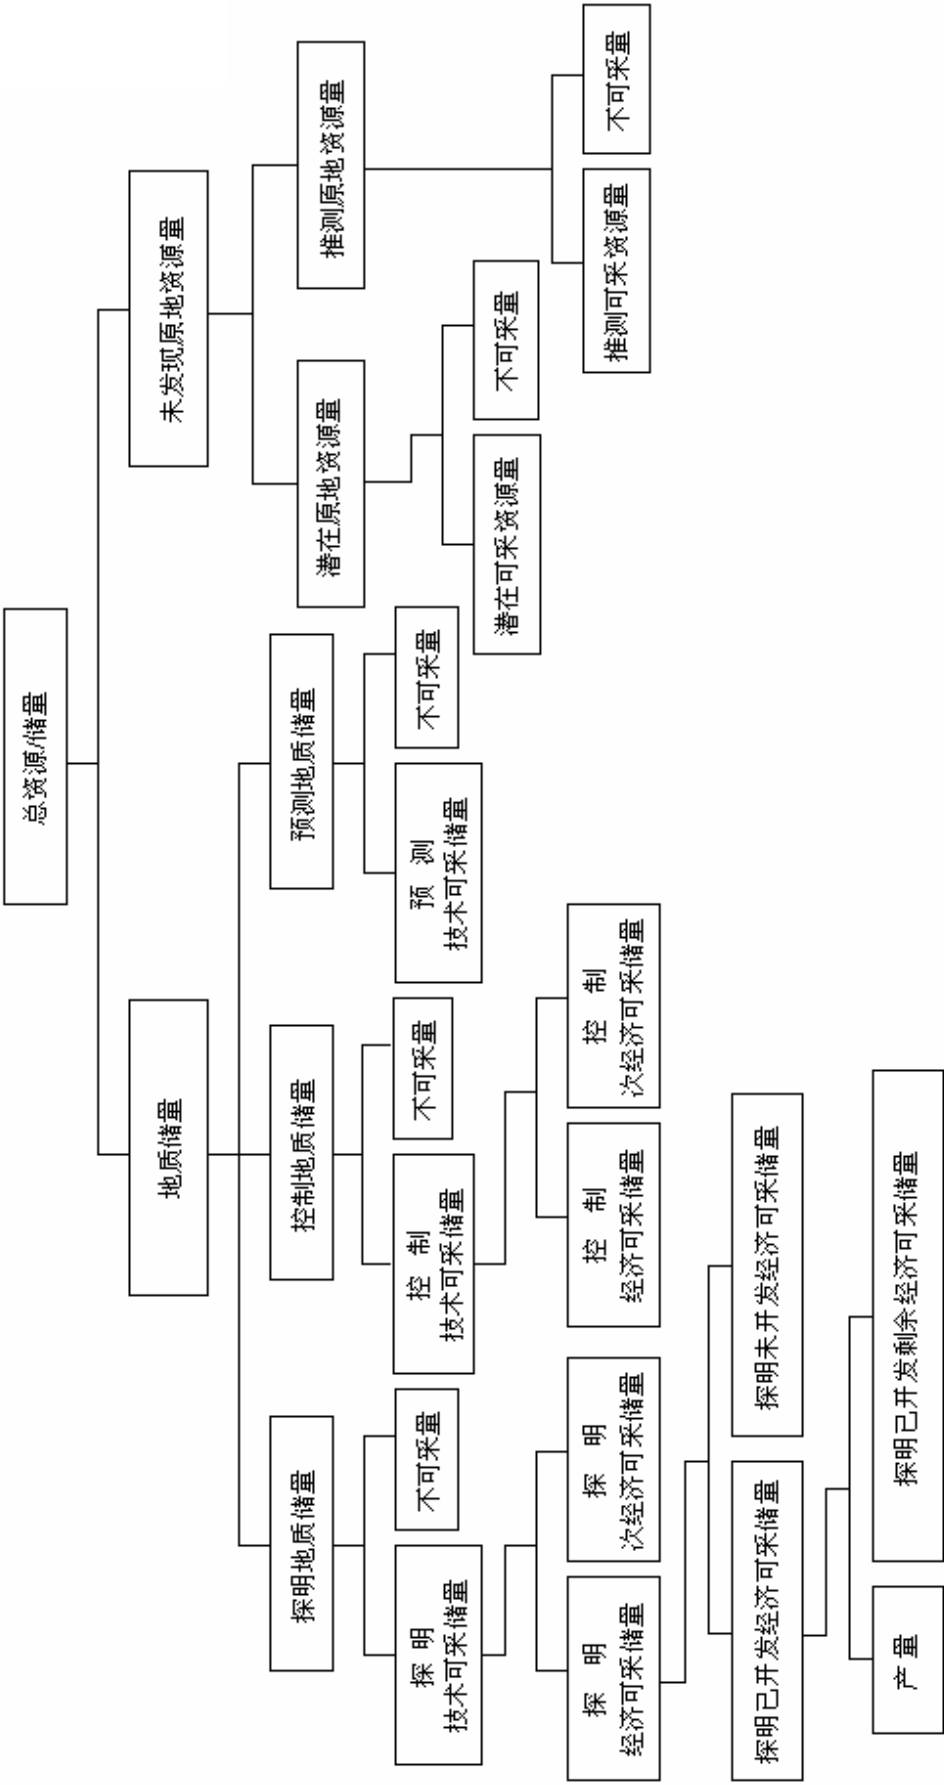 总资源/储量
地质储量
未发现原地资源量
探明地质储量
控制地质储量
预测地质储量
潜在原地资源量
推测原地资源量
探 明
技术可采储量
不可采量
控 制
技术可采储量
不可采量
预 测
技术可采储量
不可采量
潜在可采资源量
不可采量
推测可采资源量
不可采量
探 明
经济可采储量
探 明
次经济可采储量
控 制
经济可采储量
控 制
次经济可采储量
探明已开发经济可采储量
探明未开发经济可采储量
产量
探明已开发剩余经济可采储量